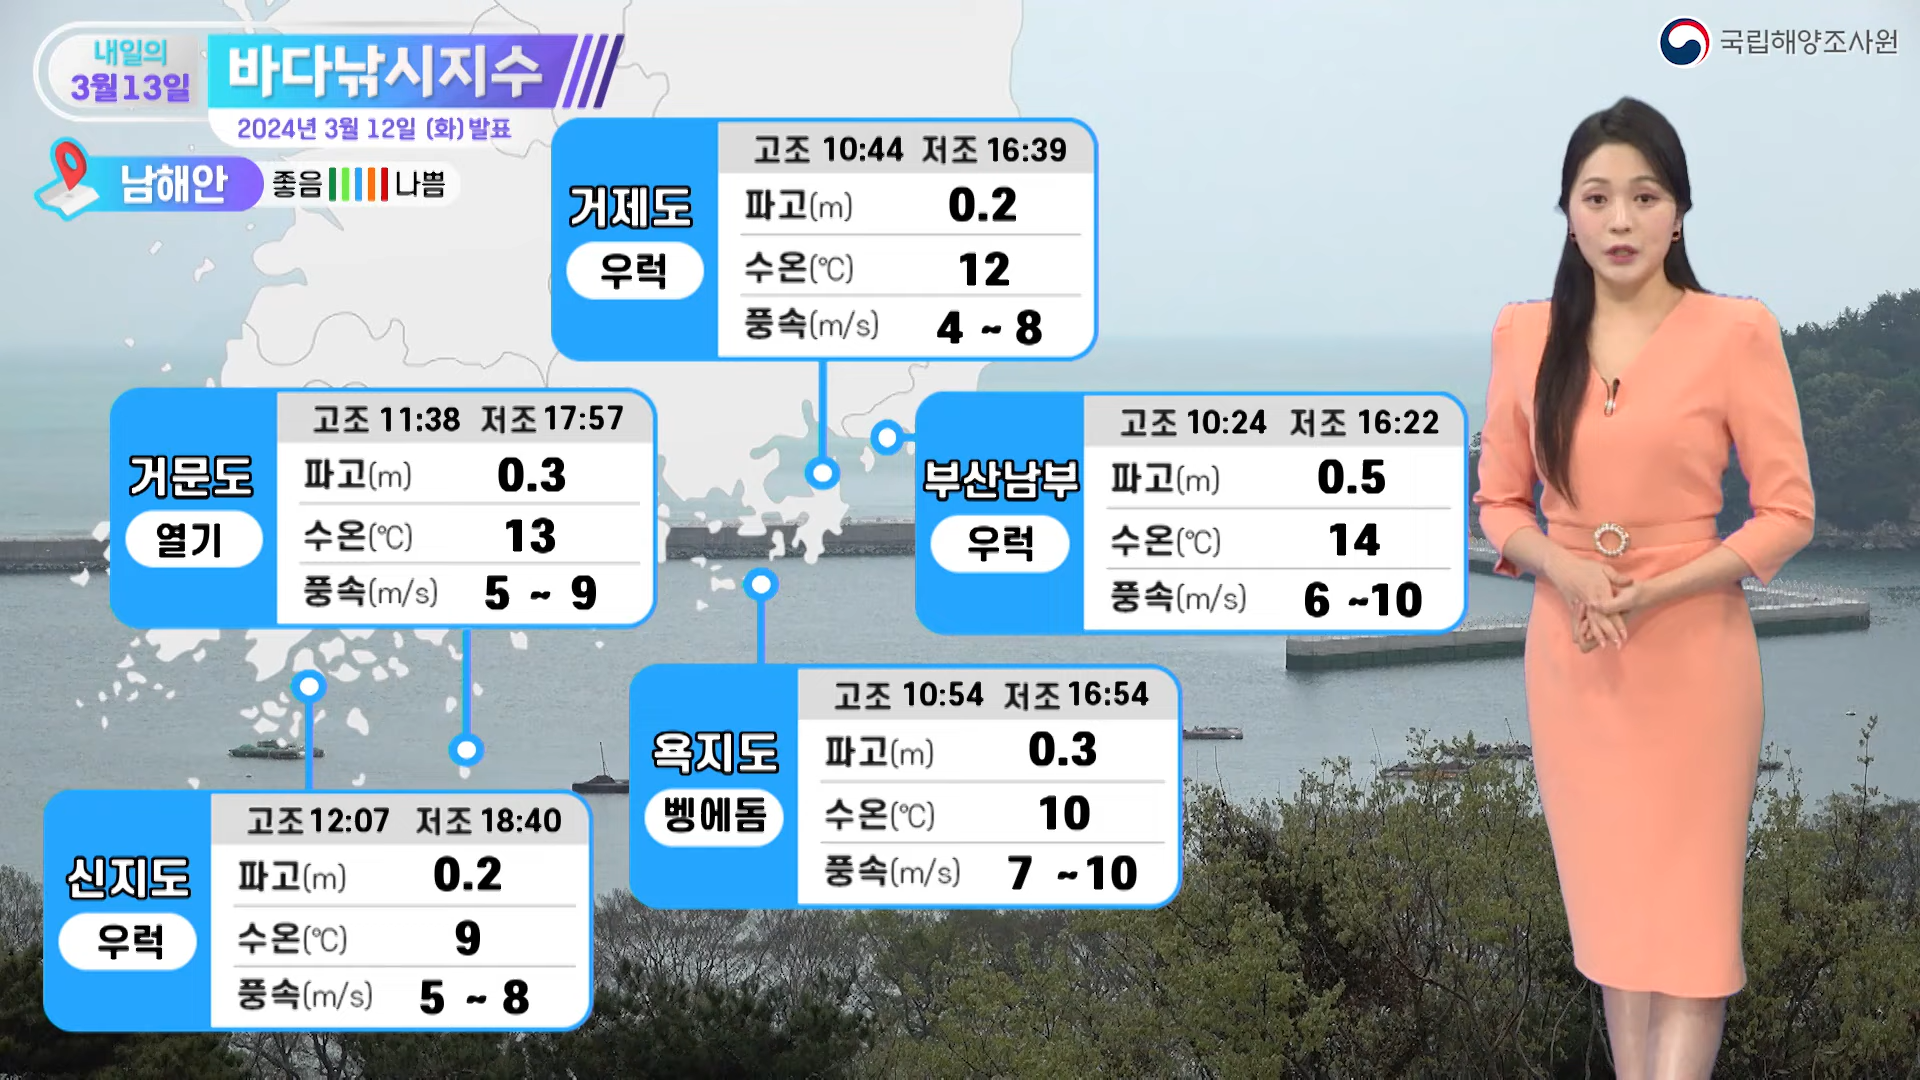 내일의
3월13일
바다낚시지수
2024년 3월 12일 (화)발표
국립해양조사원
남해안
좋음 나쁨
거제도
우럭
고조 10:44 저조 16:39
파고(m) 0.2
수온(℃) 12
풍속(m/s) 4 ~ 8
거문도
열기
고조 11:38 저조 17:57
파고(m) 0.3
수온(℃) 13
풍속(m/s) 5 ~ 9
부산남부
우럭
고조 10:24 저조 16:22
파고(m) 0.5
수온(℃) 14
풍속(m/s) 6 ~10
욕지도
벵에돔
고조 10:54 저조 16:54
파고(m) 0.3
수온(℃) 10
풍속(m/s) 7 ~10
신지도
우럭
고조 12:07 저조 18:40
파고(m) 0.2
수온(℃) 9
풍속(m/s) 5 ~ 8